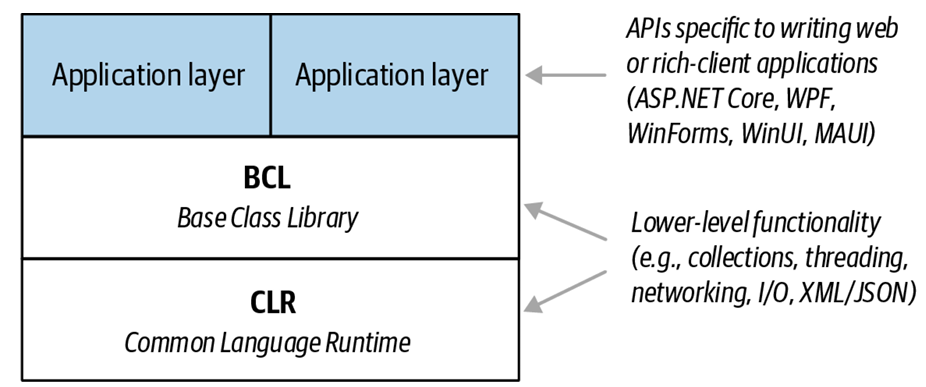 Application layer
Application layer
APIs specific to writing web
or rich-client applications
(ASP.NET Core, WPF,
WinForms, WinUI, MAUI)
BCL
Base Class Library
Lower-level functionality
(e.g., collections, threading,
networking, I/O, XML/JSON)
CLR
Common Language Runtime